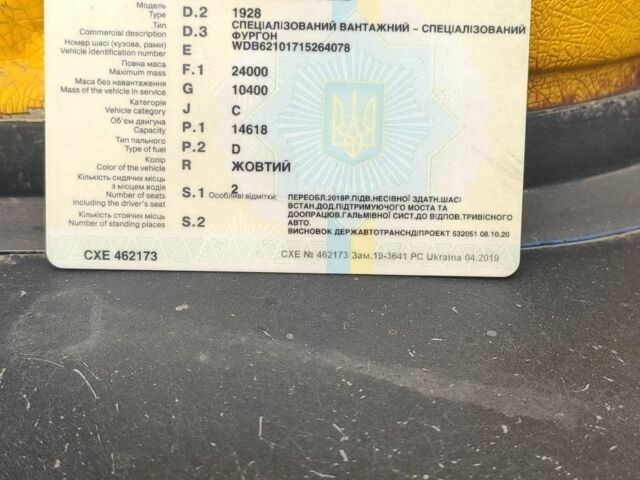 Модель
Type D.2 1928
Тип D.3 СПЕЦІАЛІЗОВАНИЙ ВАНТАЖНИЙ – СПЕЦІАЛІЗОВАНИЙ
Commercial description ФУРГОН
Номер шасі (кузова, рами) E WDB62101715264078
Vehicle identification number
Повна маса F.1 24000
Maximum mass
Маса без навантаження G 10400
Mass of the vehicle in service
Категорія J C
Vehicle category
Об'єм двигуна P.1 14618
Capacity
Тип пального P.2 D
Type of fuel
Колір R ЖОВТИЙ
Color of the vehicle
Кількість сидячих місць
з місцем водія S.1 2
Number of seats
including the driver's seat
Особливі відмітки: ПЕРЕОБЛ.2019Р.ПІДВ.НЕСІВНОЇ ЗДАТН.ШАСІ
ВСТАН.ДОД.ПІДТРИМУЮЧОГО МОСТА ТА
ДООПРАЦЮВ.ГАЛЬМІВНОЇ СИСТ.ДО ВІДПОВ.ТРИВІСНОГО
АВТО.
ВИСНОВОК ДЕРЖАВТОТРАНСНДІПРОЕКТ 532051 08.10.20
Кількість стоячих місць S.2
Number of standing places
СХЕ 462173
СХЕ № 462173 Зам.19-3641 РС Ukraina 04.2019